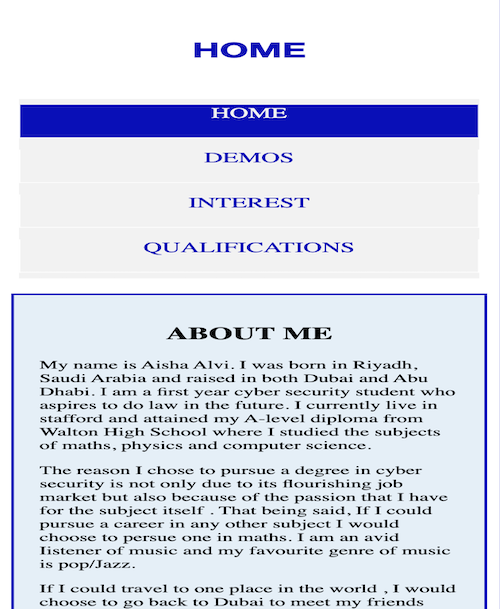 HOME
HOME
DEMOS
INTEREST
QUALIFICATIONS
ABOUT ME
My name is Aisha Alvi. I was born in Riyadh,
Saudi Arabia and raised in both Dubai and Abu
Dhabi. I am a first year cyber security student who
aspires to do law in the future. I currently live in
stafford and attained my A-level diploma from
Walton High School where I studied the subjects
of maths, physics and computer science.
The reason I chose to pursue a degree in cyber
security is not only due to its flourishing job
market but also because of the passion that I have
for the subject itself . That being said, If I could
pursue a career in any other subject I would
choose to persue one in maths. I am an avid
Iistener of music and my favourite genre of music
is pop/Jazz.
If I could travel to one place in the world , I would
choose to go back to Dubai to meet my friends